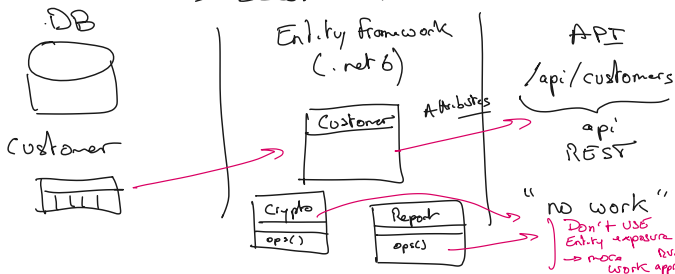 DB
Customer
Entity framework
(.net 6)
Customer
Attributes
Crypto
ops()
Report
ops()
API
/api/customers
api
REST
"no work"
Don't USE
Entity exposure
→ more
work